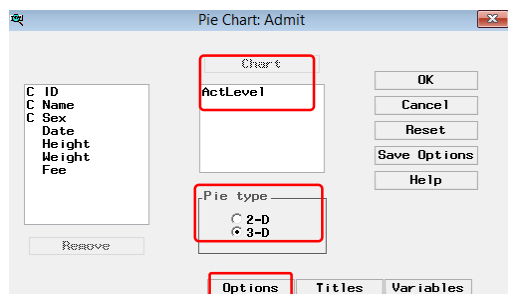 Pie Chart: Admit
Chart
C ID
C Name
C Sex
Date
Height
Weight
Fee
ActLevel
OK
Cancel
Reset
Save Options
Help
Pie type
2-D
3-D
Remove
Options
Titles
Variables